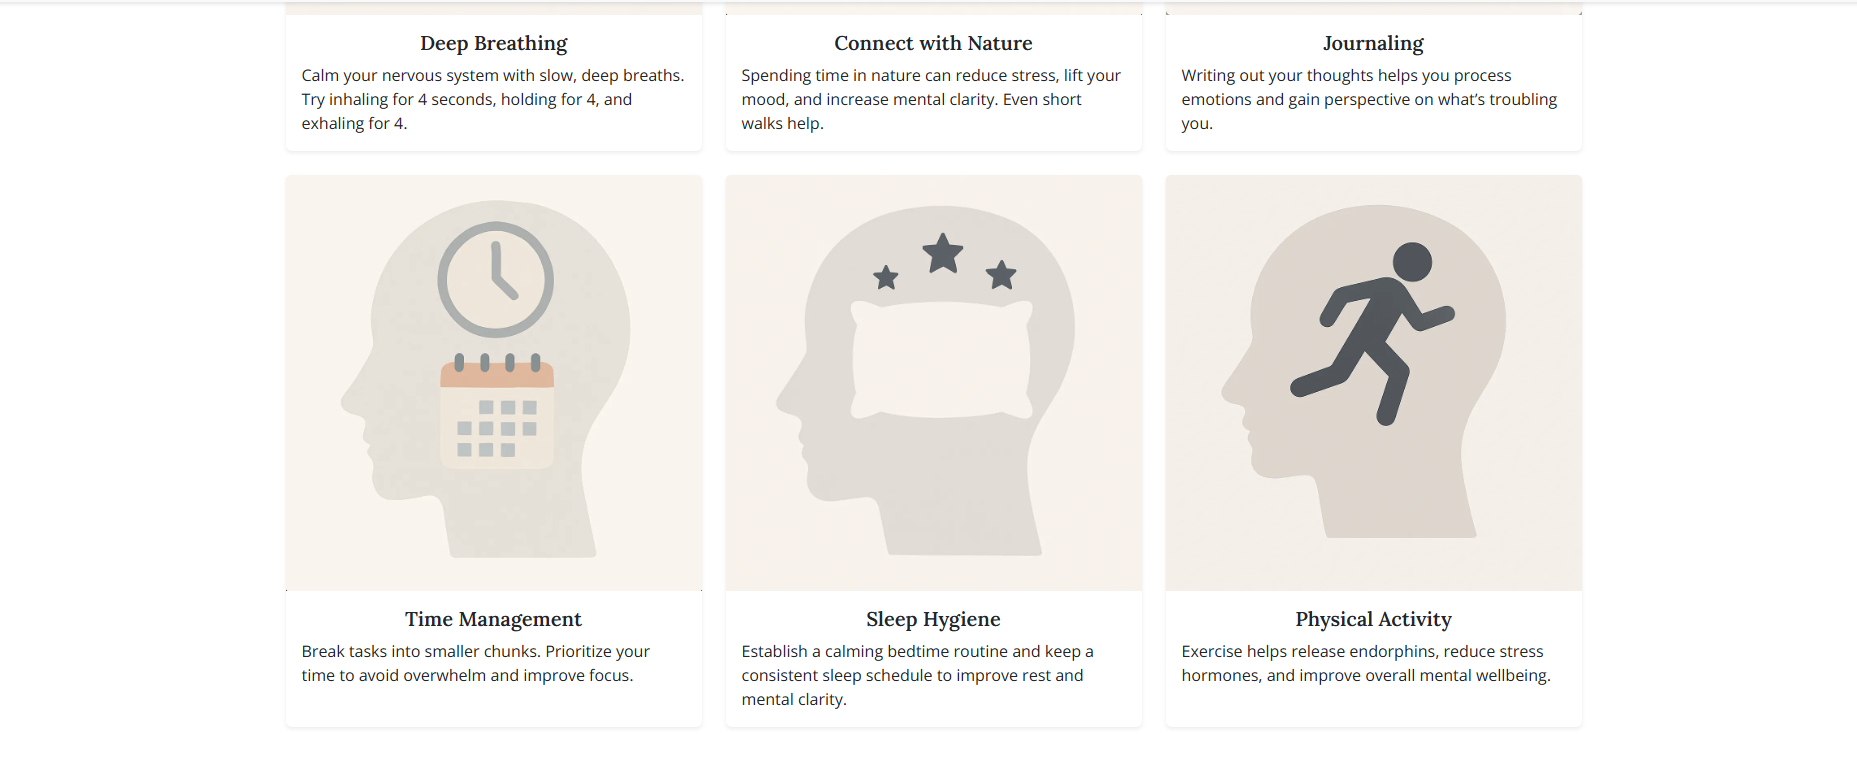 Deep Breathing
Calm your nervous system with slow, deep breaths.
Try inhaling for 4 seconds, holding for 4, and
exhaling for 4.
Connect with Nature
Spending time in nature can reduce stress, lift your
mood, and increase mental clarity. Even short
walks help.
Journaling
Writing out your thoughts helps you process
emotions and gain perspective on what’s troubling
you.
Time Management
Break tasks into smaller chunks. Prioritize your
time to avoid overwhelm and improve focus.
Sleep Hygiene
Establish a calming bedtime routine and keep a
consistent sleep schedule to improve rest and
mental clarity.
Physical Activity
Exercise helps release endorphins, reduce stress
hormones, and improve overall mental wellbeing.